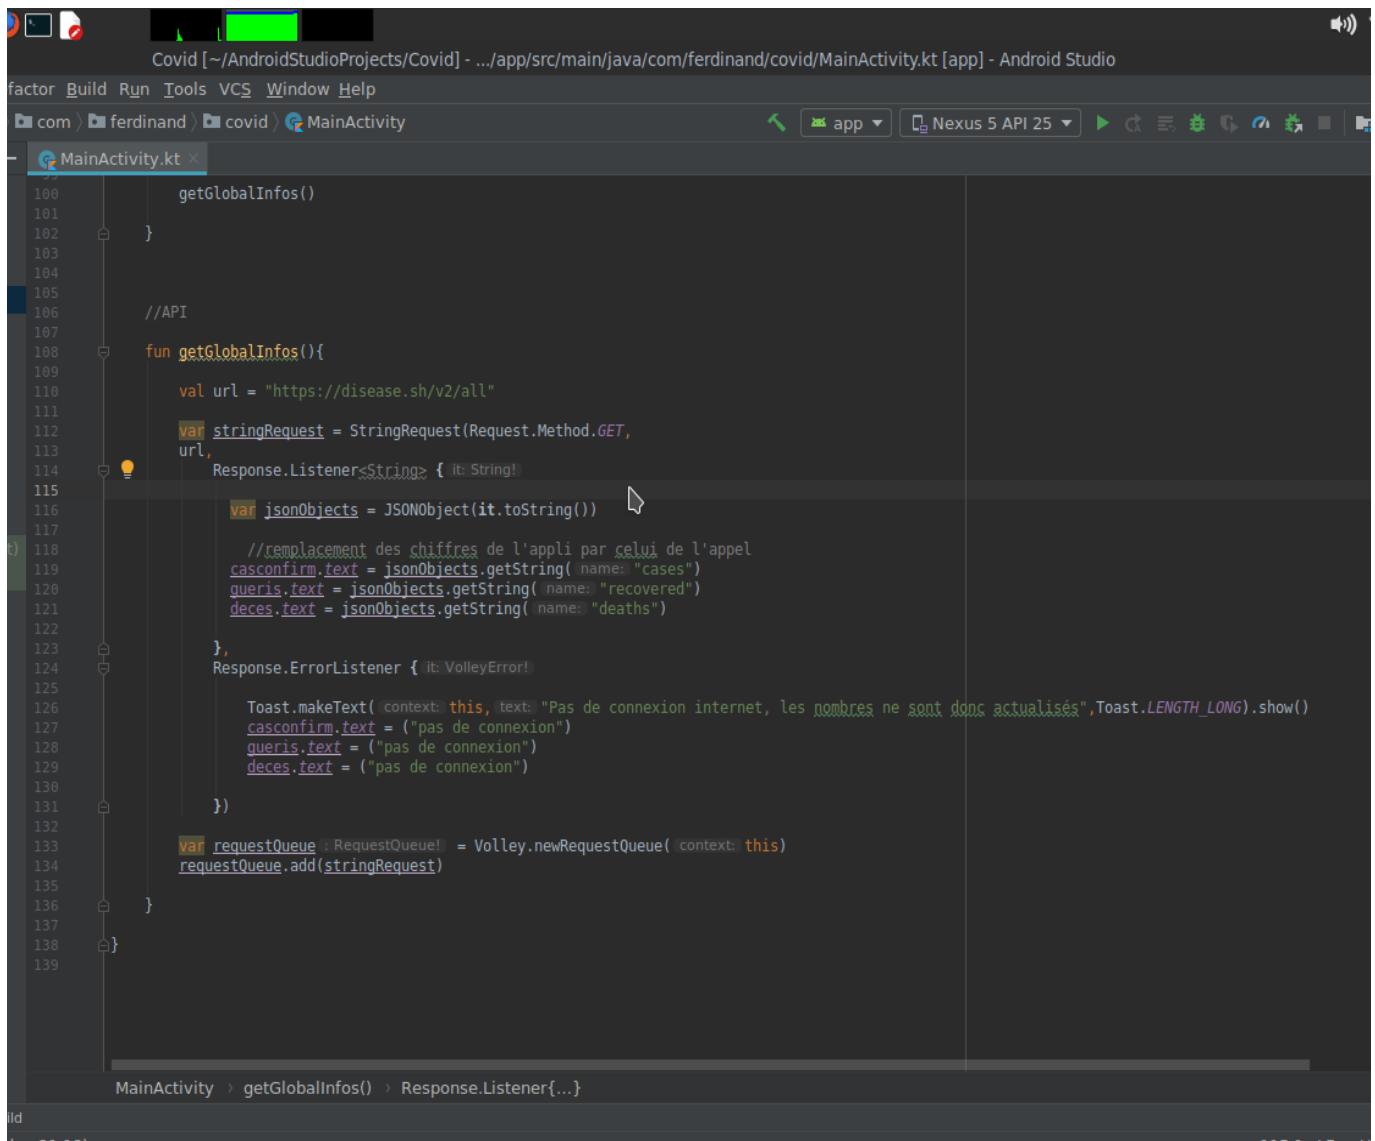 Covid [~/AndroidStudioProjects/Covid] - .../app/src/main/java/com/ferdinand/covid/MainActivity.kt [app] - Android Studio
factor Build Run Tools VCS Window Help
com ferdinand covid MainActivity app Nexus 5 API 25
MainActivity.kt
99
100 getGlobalInfos()
101
102 }
103
104
105
106 //API
107
108 fun getGlobalInfos(){
109
110 val url = "https://disease.sh/v2/all"
111
112 var stringRequest = StringRequest(Request.Method.GET,
113 url,
114 Response.Listener<String> { it: String!
115
116 var jsonObjects = JSONObject(it.toString())
117
t) 118 //remplacement des chiffres de l'appli par celui de l'appel
119 casconfirm.text = jsonObjects.getString( name: "cases")
120 gueris.text = jsonObjects.getString( name: "recovered")
121 deces.text = jsonObjects.getString( name: "deaths")
122
123 },
124 Response.ErrorListener { it: VolleyError!
125
126 Toast.makeText( context: this, text: "Pas de connexion internet, les nombres ne sont donc actualisés",Toast.LENGTH_LONG).show()
127 casconfirm.text = ("pas de connexion")
128 gueris.text = ("pas de connexion")
129 deces.text = ("pas de connexion")
130
131 })
132
133 var requestQueue : RequestQueue! = Volley.newRequestQueue( context: this)
134 requestQueue.add(stringRequest)
135
136 }
137
138 }
139
MainActivity › getGlobalInfos() › Response.Listener{...}
ild